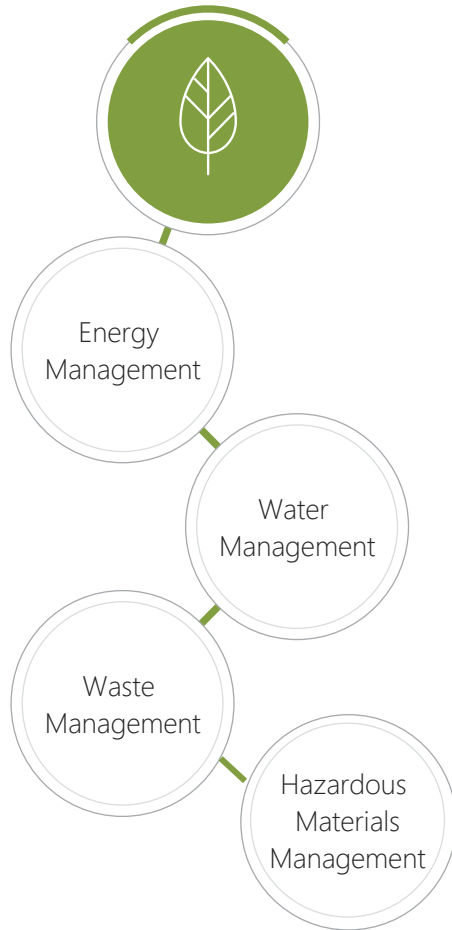 Energy
Management
Water
Management
Waste
Management
Hazardous
Materials
Management